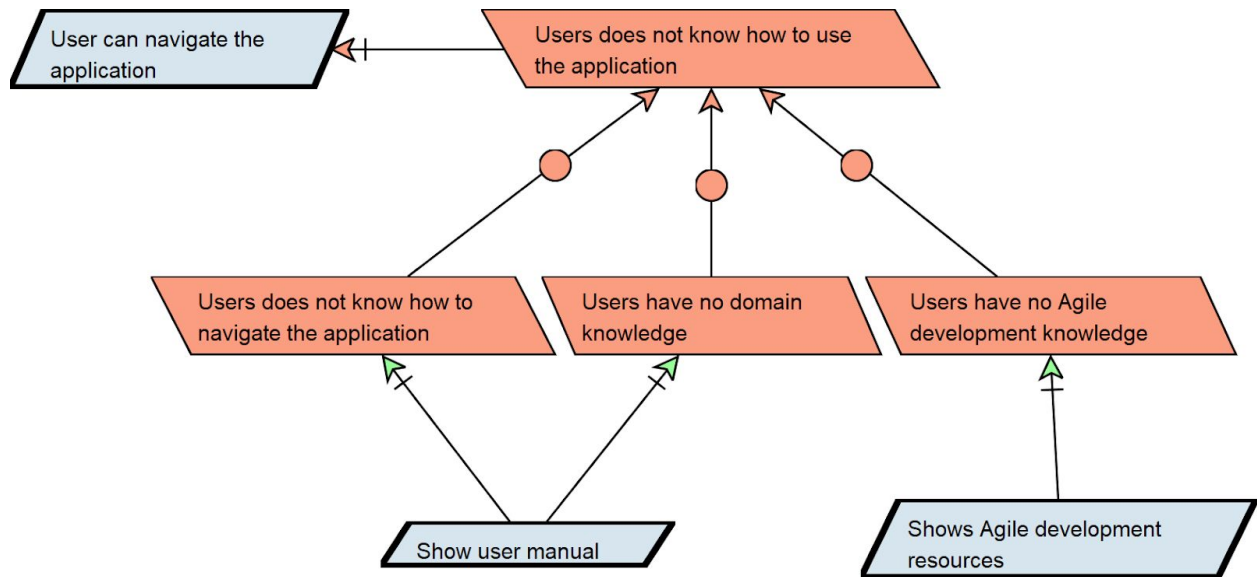 User can navigate the
application
Users does not know how to use
the application
Users does not know how to
navigate the application
Users have no domain
knowledge
Users have no Agile
development knowledge
Show user manual
Shows Agile development
resources